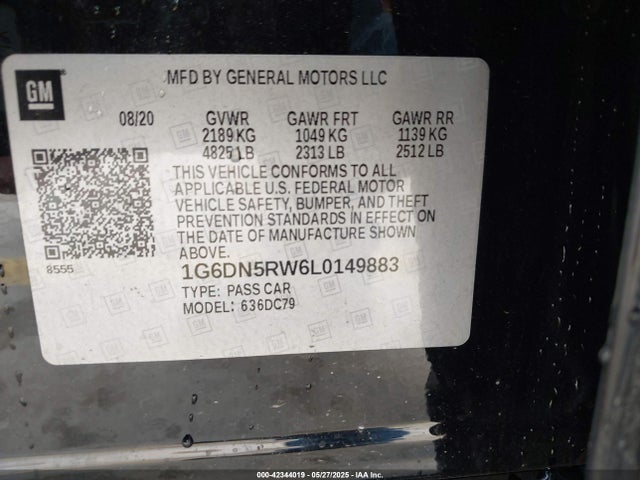 GM
MFD BY GENERAL MOTORS LLC
08/20 GVWR GAWR FRT GAWR RR
2189 KG 1049 KG 1139 KG
4825 LB 2313 LB 2512 LB
THIS VEHICLE CONFORMS TO ALL
APPLICABLE U.S. FEDERAL MOTOR
VEHICLE SAFETY, BUMPER, AND THEFT
PREVENTION STANDARDS IN EFFECT ON
THE DATE OF MANUFACTURE SHOWN
ABOVE.
8555
1G6DN5RW6L0149883
TYPE: PASS CAR
MODEL: 636DC79
000-42344019 - 05/27/2025 - IAA Inc.